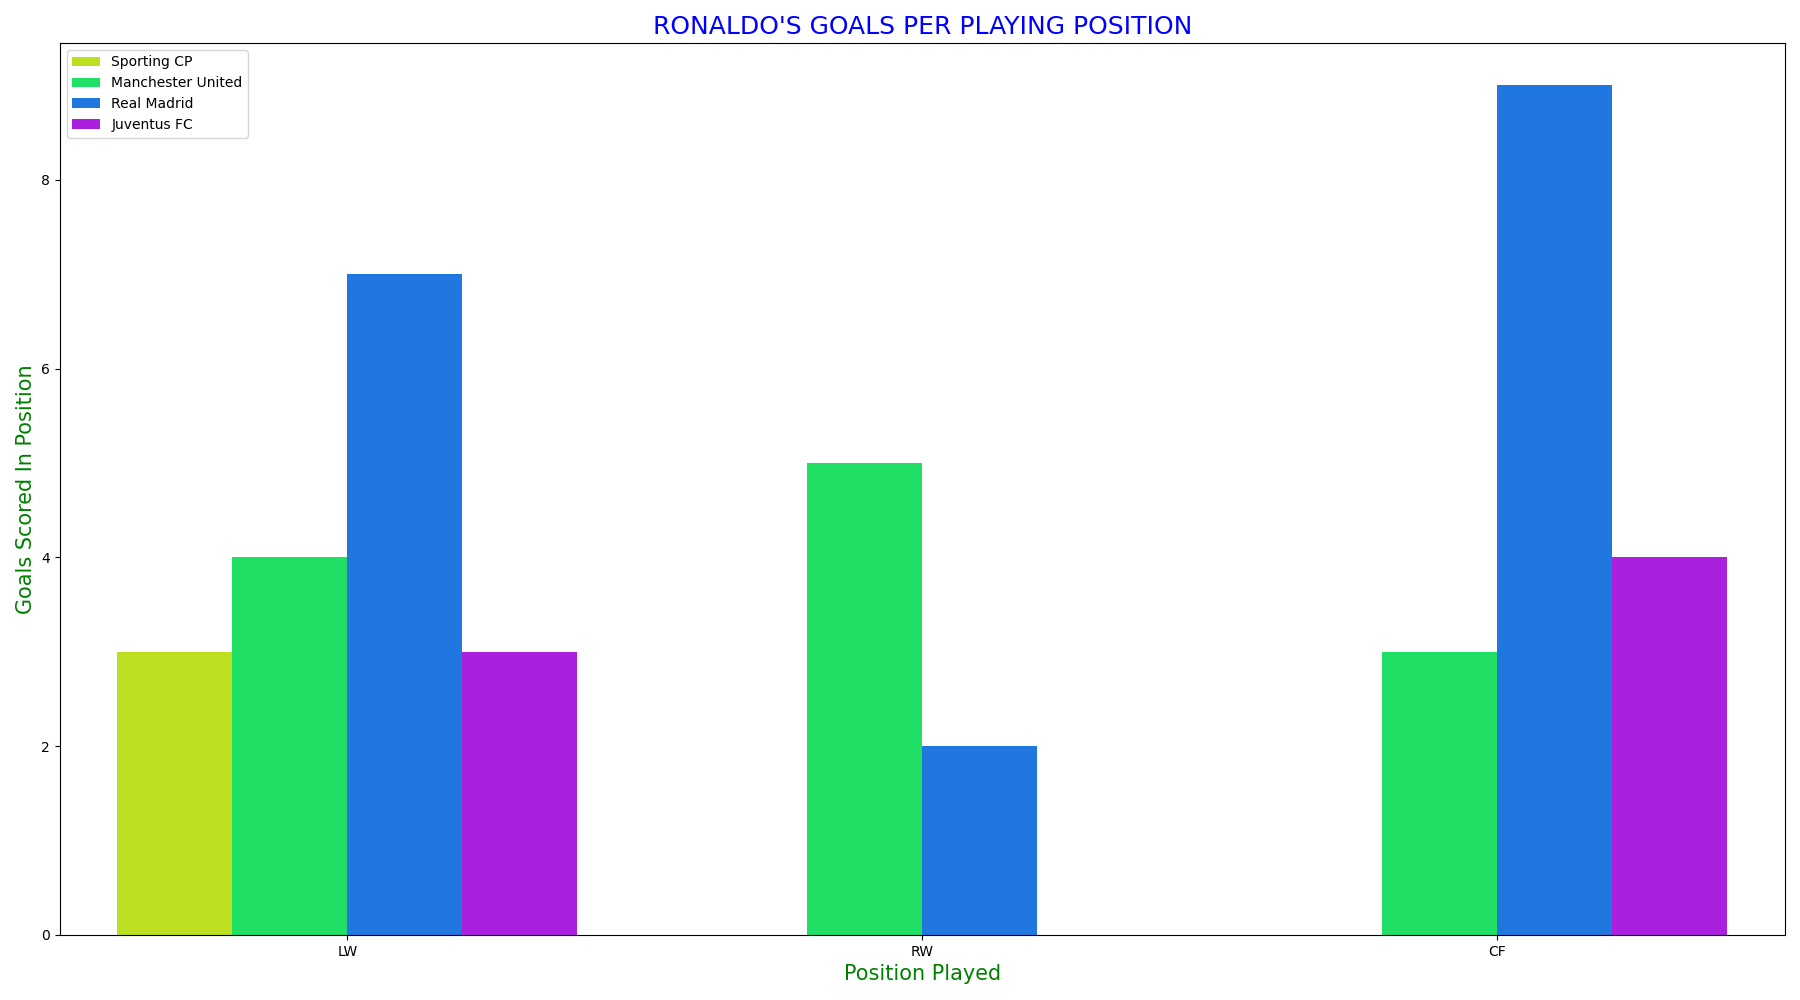 RONALDO'S GOALS PER PLAYING POSITION
Sporting CP
Manchester United
Real Madrid
Juventus FC
Goals Scored In Position
8
6
4
2
0
LW
RW
CF
Position Played